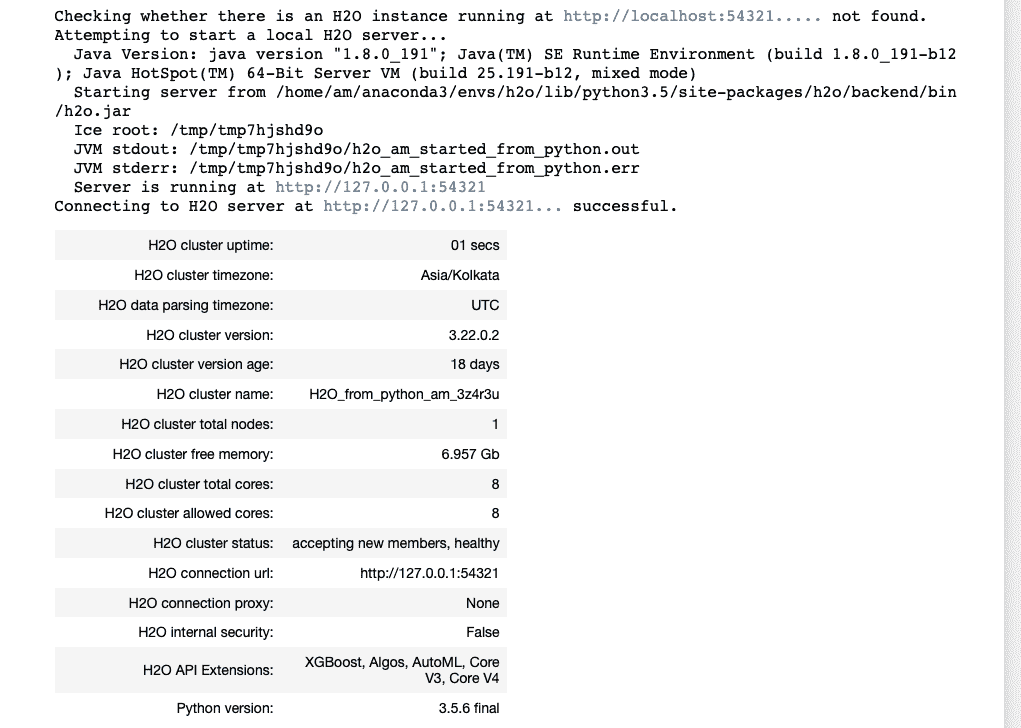 Checking whether there is an H2O instance running at http://localhost:54321..... not found.
Attempting to start a local H2O server...
Java Version: java version "1.8.0_191"; Java(TM) SE Runtime Environment (build 1.8.0_191-b12
); Java HotSpot(TM) 64-Bit Server VM (build 25.191-b12, mixed mode)
Starting server from /home/am/anaconda3/envs/h2o/lib/python3.5/site-packages/h2o/backend/bin
/h2o.jar
Ice root: /tmp/tmp7hjshd9o
JVM stdout: /tmp/tmp7hjshd9o/h2o_am_started_from_python.out
JVM stderr: /tmp/tmp7hjshd9o/h2o_am_started_from_python.err
Server is running at http://127.0.0.1:54321
Connecting to H2O server at http://127.0.0.1:54321... successful.
H2O cluster uptime: 01 secs
H2O cluster timezone: Asia/Kolkata
H2O data parsing timezone: UTC
H2O cluster version: 3.22.0.2
H2O cluster version age: 18 days
H2O cluster name: H2O_from_python_am_3z4r3u
H2O cluster total nodes: 1
H2O cluster free memory: 6.957 Gb
H2O cluster total cores: 8
H2O cluster allowed cores: 8
H2O cluster status: accepting new members, healthy
H2O connection url: http://127.0.0.1:54321
H2O connection proxy: None
H2O internal security: False
H2O API Extensions: XGBoost, Algos, AutoML, Core
V3, Core V4
Python version: 3.5.6 final